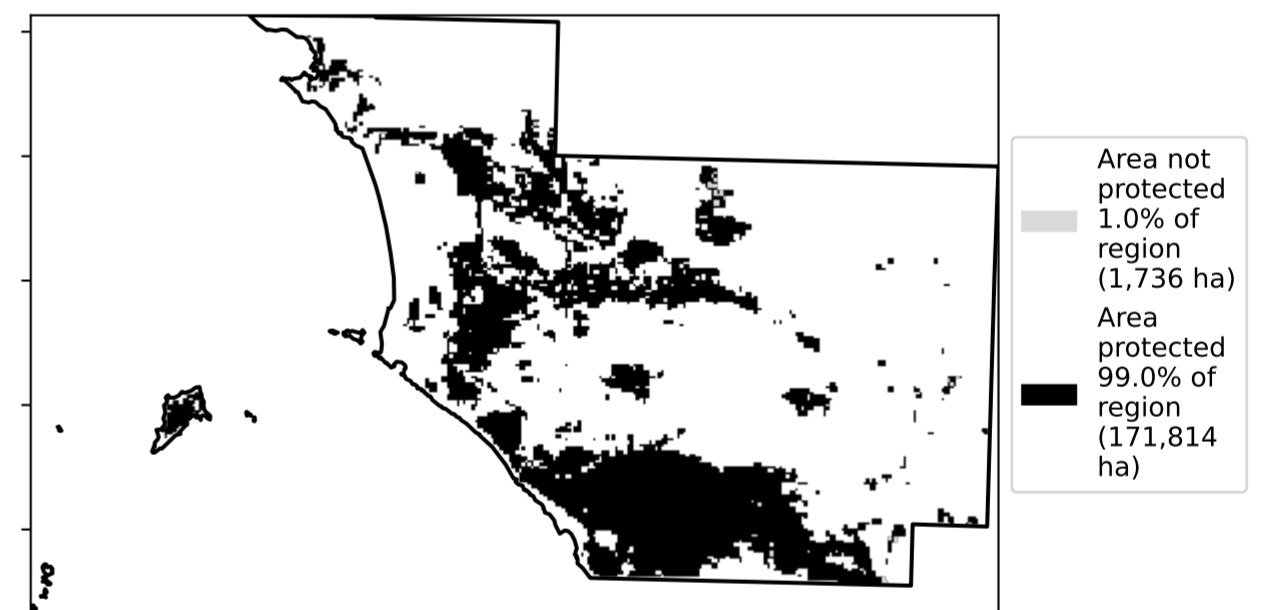 Area not
protected
1.0% of
region
(1,736 ha)
Area
protected
99.0% of
region
(171,814
ha)